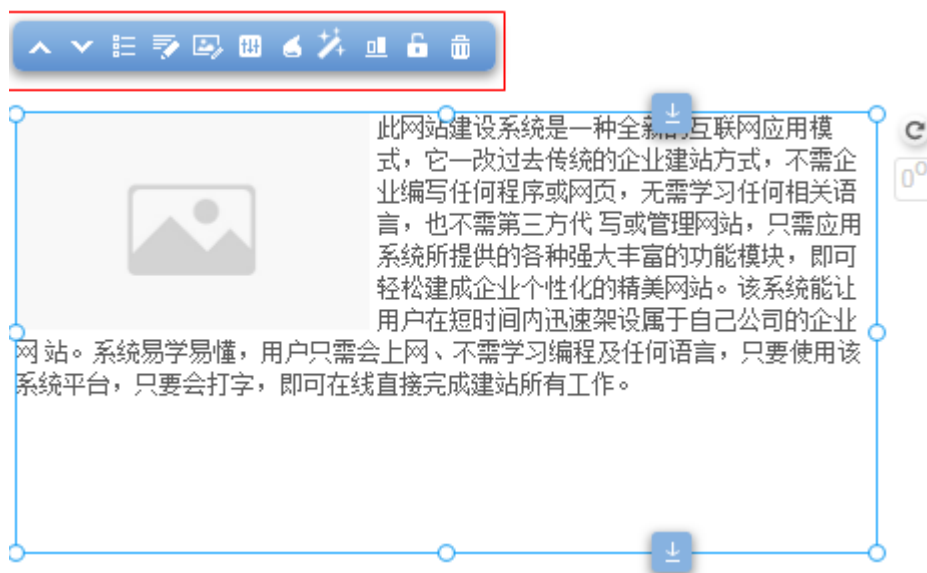 此网站建设系统是一种全新的互联网应用模
式，它一改过去传统的企业建站方式，不需企
业编写任何程序或网页，无需学习任何相关语
言，也不需第三方代 写或管理网站，只需应用
系统所提供的各种强大丰富的功能模块，即可
轻松建成企业个性化的精美网站。该系统能让
用户在短时间内迅速架设属于自己公司的企业
网 站。系统易学易懂，用户只需会上网、不需学习编程及任何语言，只要使用该
系统平台，只要会打字，即可在线直接完成建站所有工作。
0°